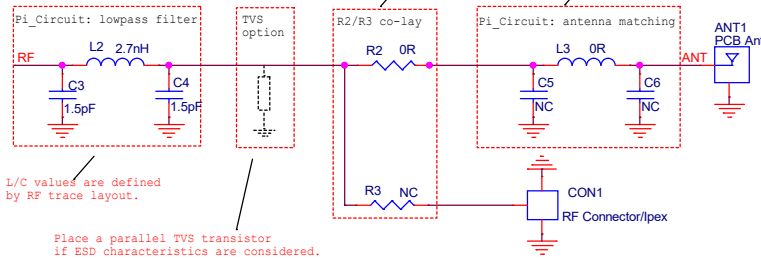 Pi_Circuit: lowpass filter
TVS
option
R2/R3 co-lay
Pi_Circuit: antenna matching
ANT1
PCB Ant
RF
L2
2.7nH
R2
0R
L3
0R
ANT
C3
1.5pF
C4
1.5pF
C5
NC
C6
NC
R3
NC
CON1
RF Connector/Ipex
L/C values are defined
by RF trace layout.
Place a parallel TVS transistor
if ESD characteristics are considered.